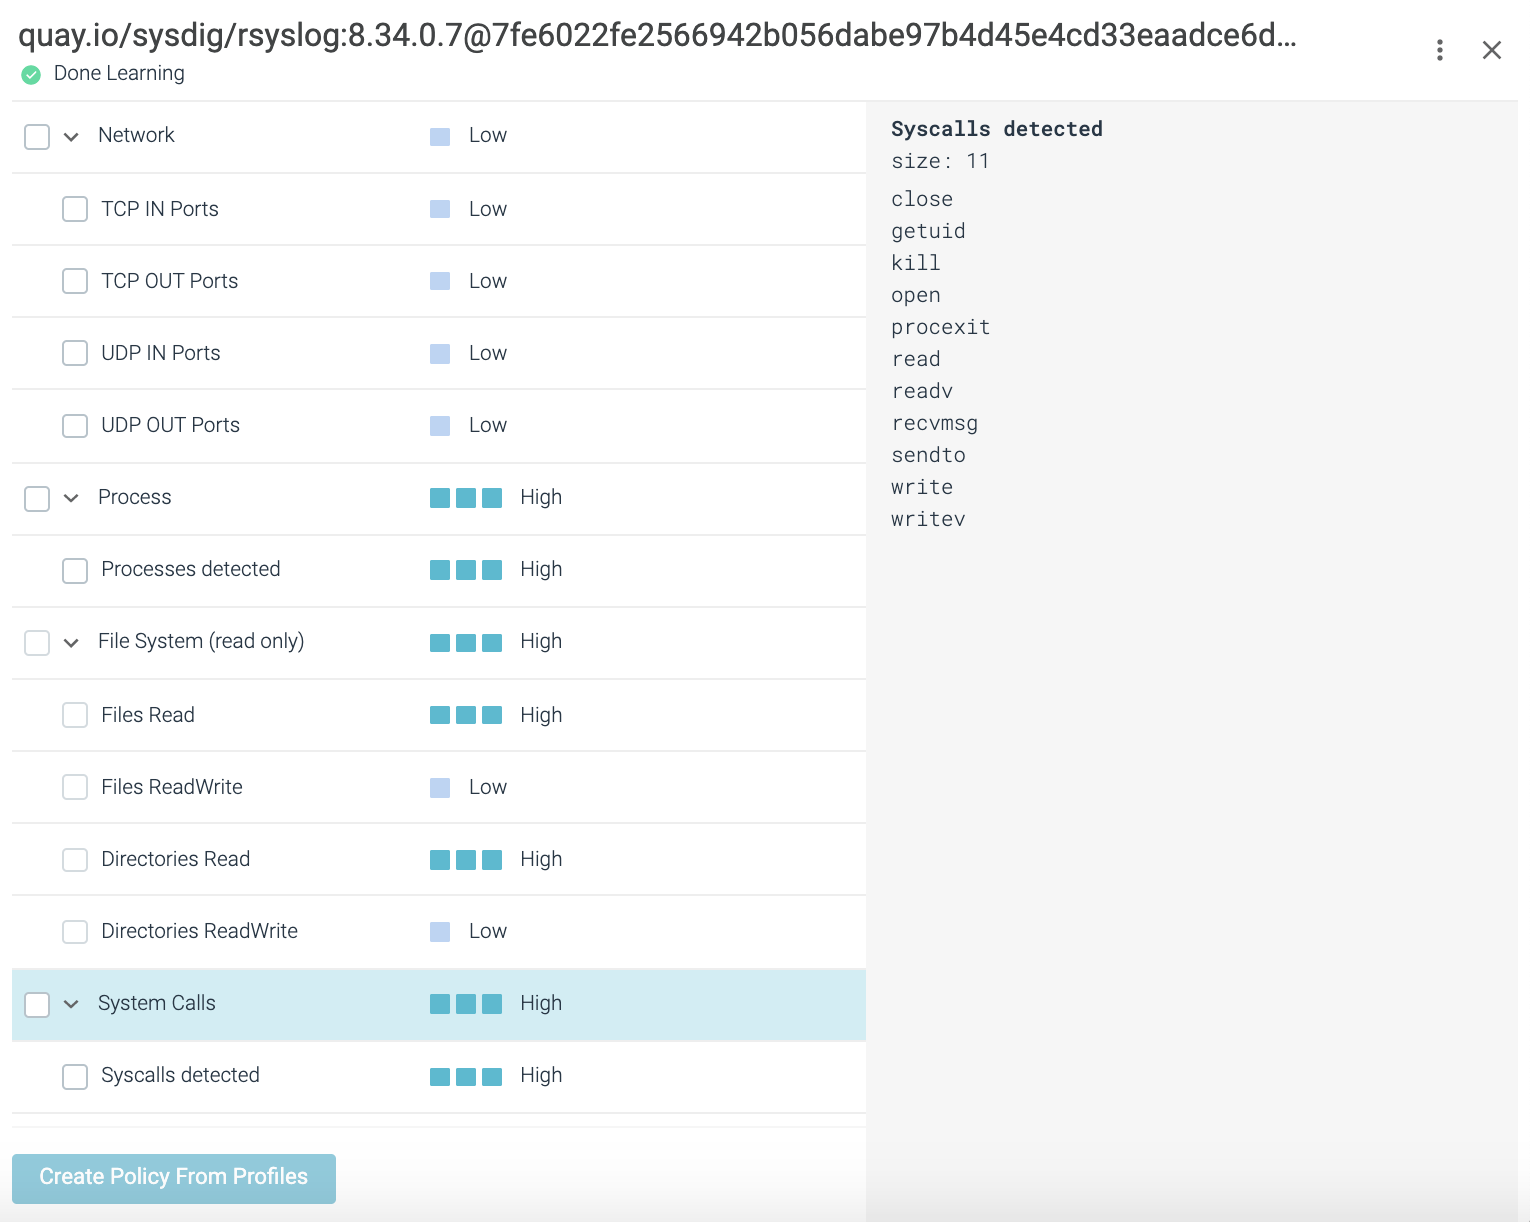 quay.io/sysdig/rsyslog:8.34.0.7@7fe6022fe2566942b056dabe97b4d45e4cd33eaadce6d...
Done Learning
Network Low
TCP IN Ports Low
TCP OUT Ports Low
UDP IN Ports Low
UDP OUT Ports Low
Process High
Processes detected High
File System (read only) High
Files Read High
Files ReadWrite Low
Directories Read High
Directories ReadWrite Low
System Calls High
Syscalls detected High
Create Policy From Profiles
Syscalls detected
size: 11
close
getuid
kill
open
procexit
read
readv
recvmsg
sendto
write
writev